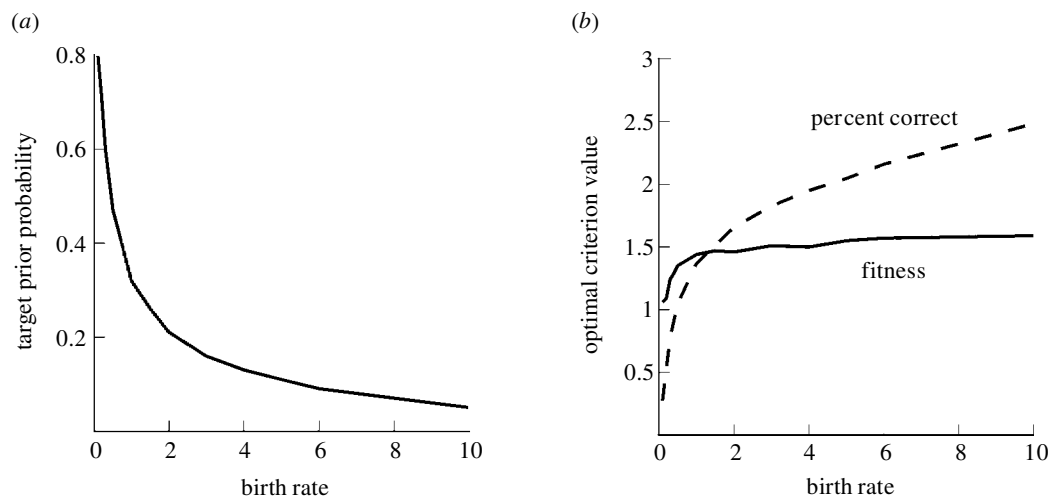 (a)
0.8
0.6
0.4
0.2
target prior probability
0 2 4 6 8 10
birth rate
(b)
3
2.5
2
1.5
1
0.5
optimal criterion value
percent correct
fitness
0 2 4 6 8 10
birth rate